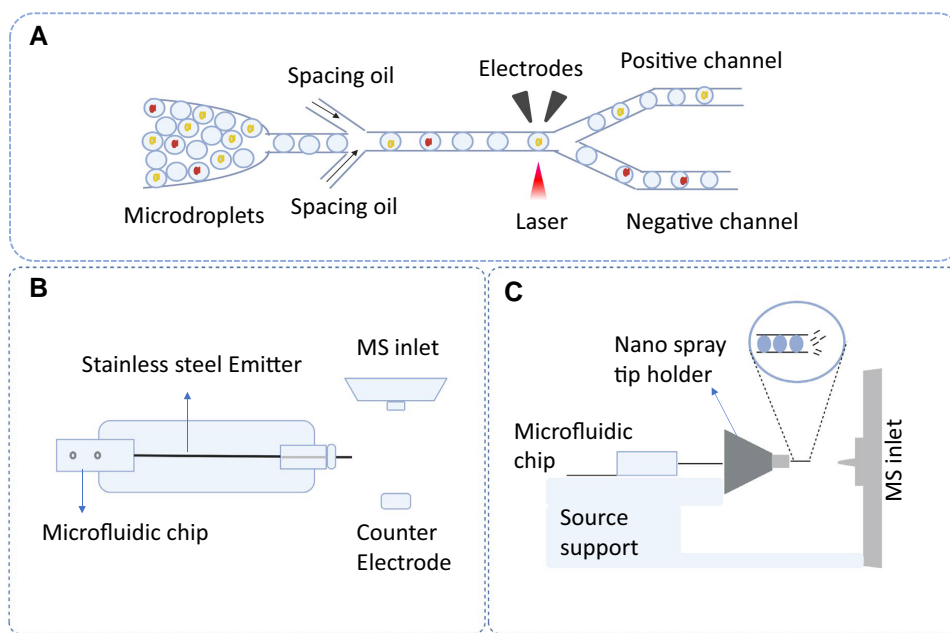 A
Spacing oil
Electrodes
Positive channel
Microdroplets
Spacing oil
Laser
Negative channel
B
Stainless steel Emitter
MS inlet
Microfluidic chip
Counter
Electrode
C
Nano spray
tip holder
Microfluidic
chip
Source
support
MS inlet